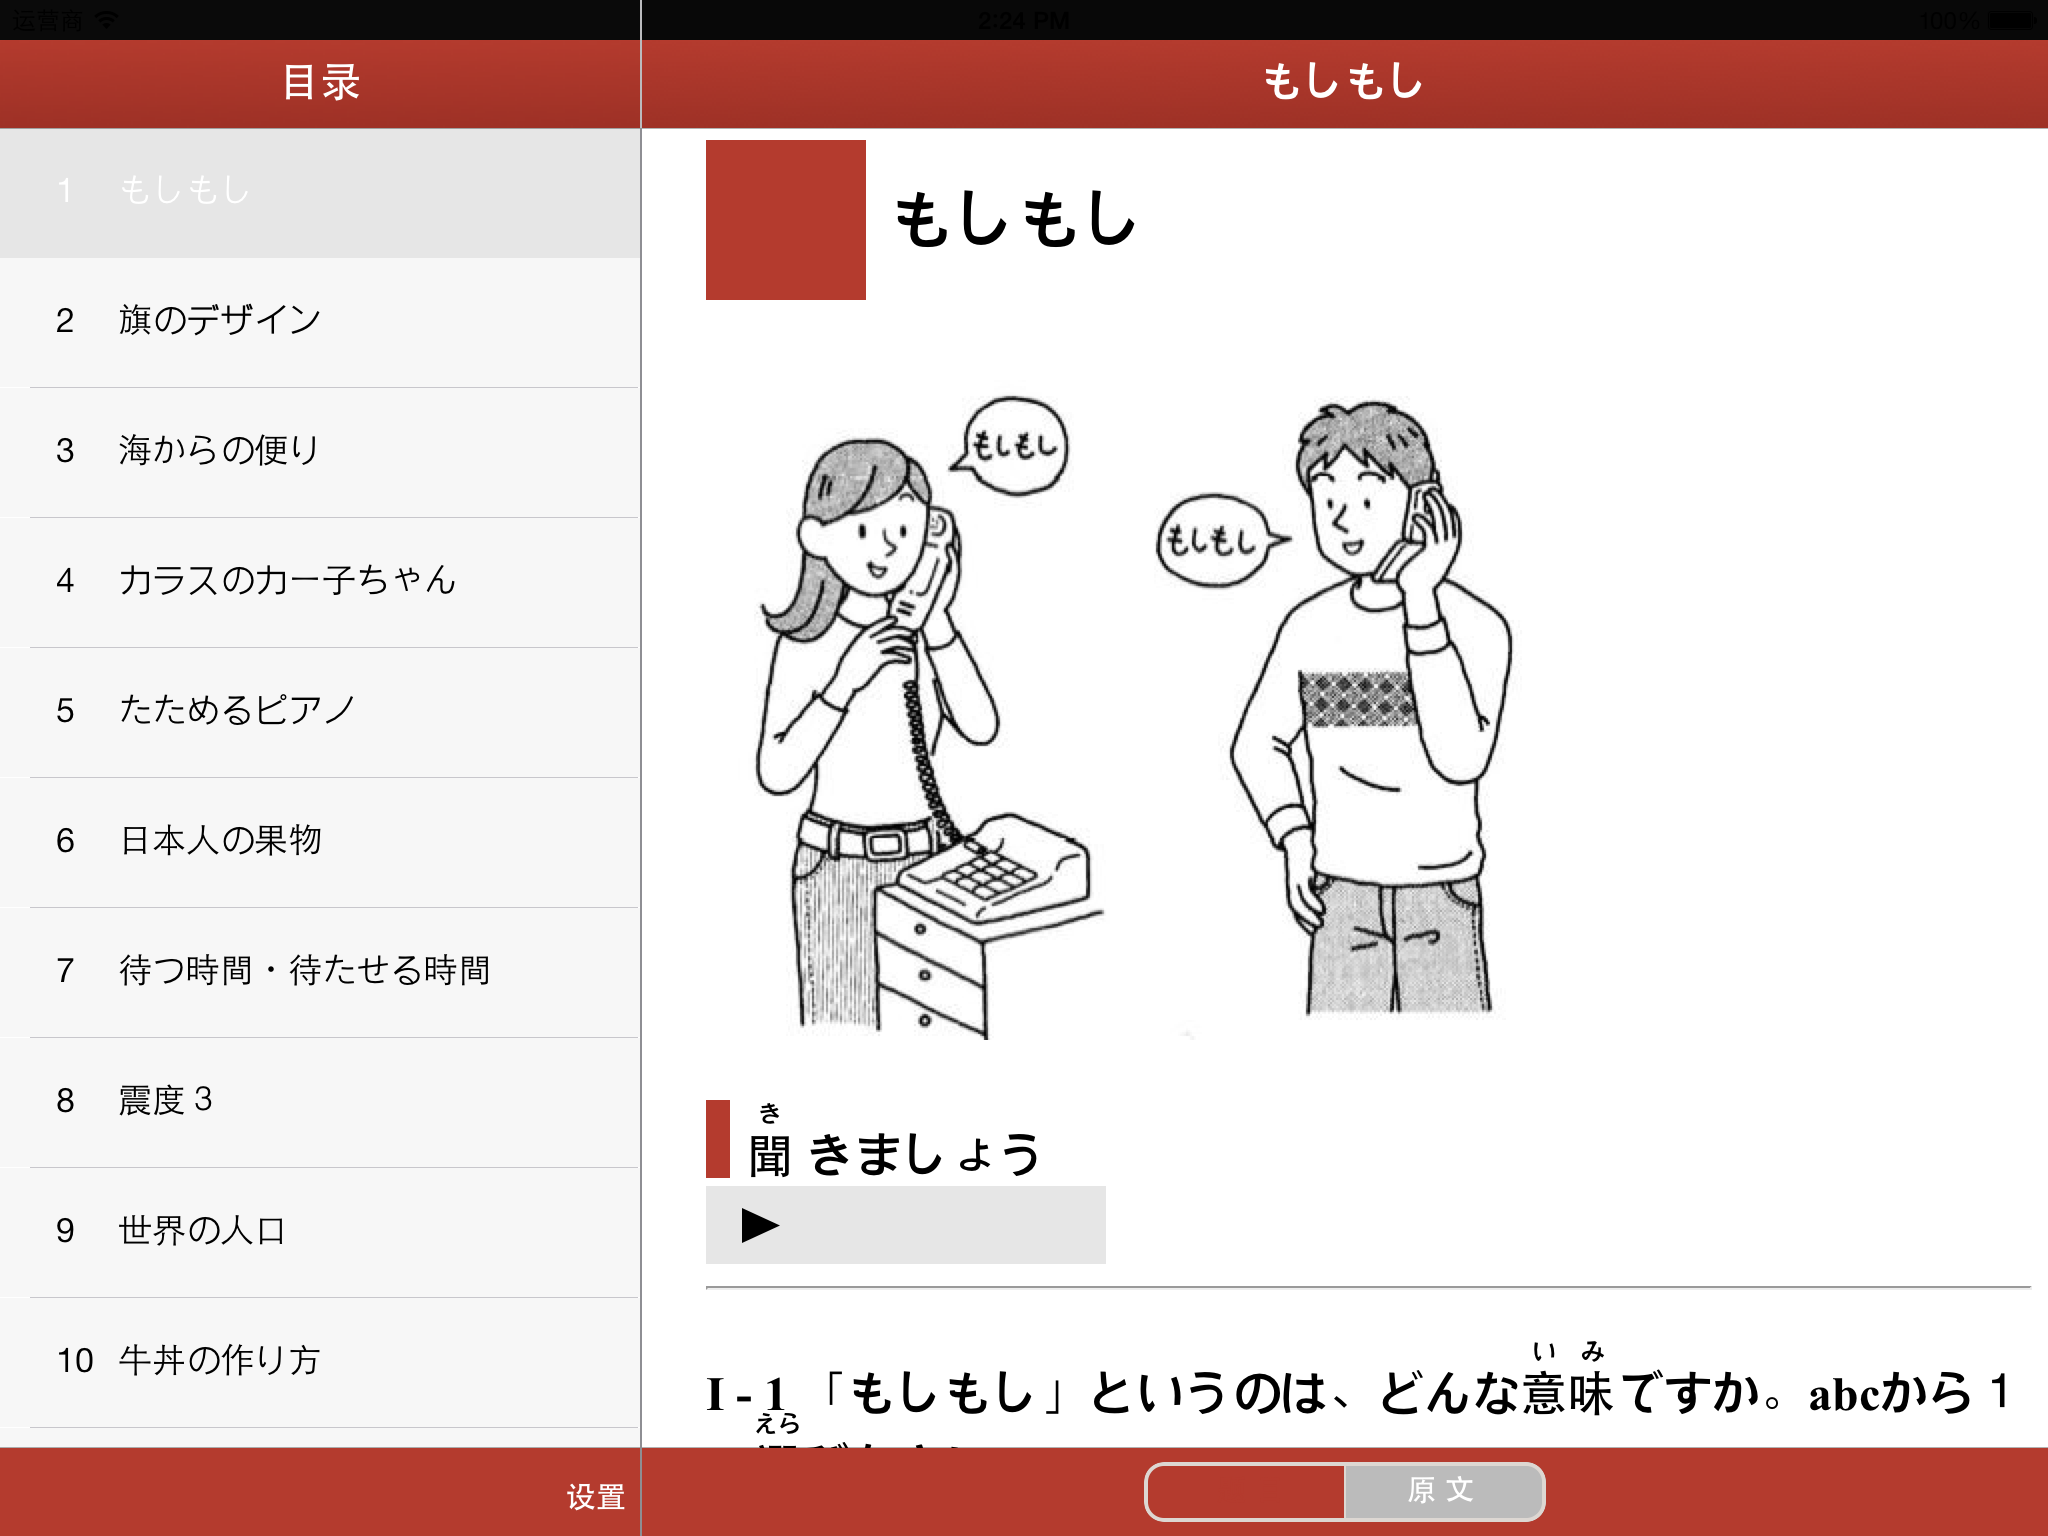 运营商 2:24 PM 100%
目录
もしもし
1 もしもし
2 旗のデザイン
3 海からの便り
4 カラスのカー子ちゃん
5 たためるピアノ
6 日本人の果物
7 待つ時間・待たせる時間
8 震度３
9 世界の人口
10 牛丼の作り方
设置
もしもし
もしもし
もしもし
き
聞きましょう
い み
I - 1 「もしもし」というのは、どんな意味ですか。abcから１
えら
原文